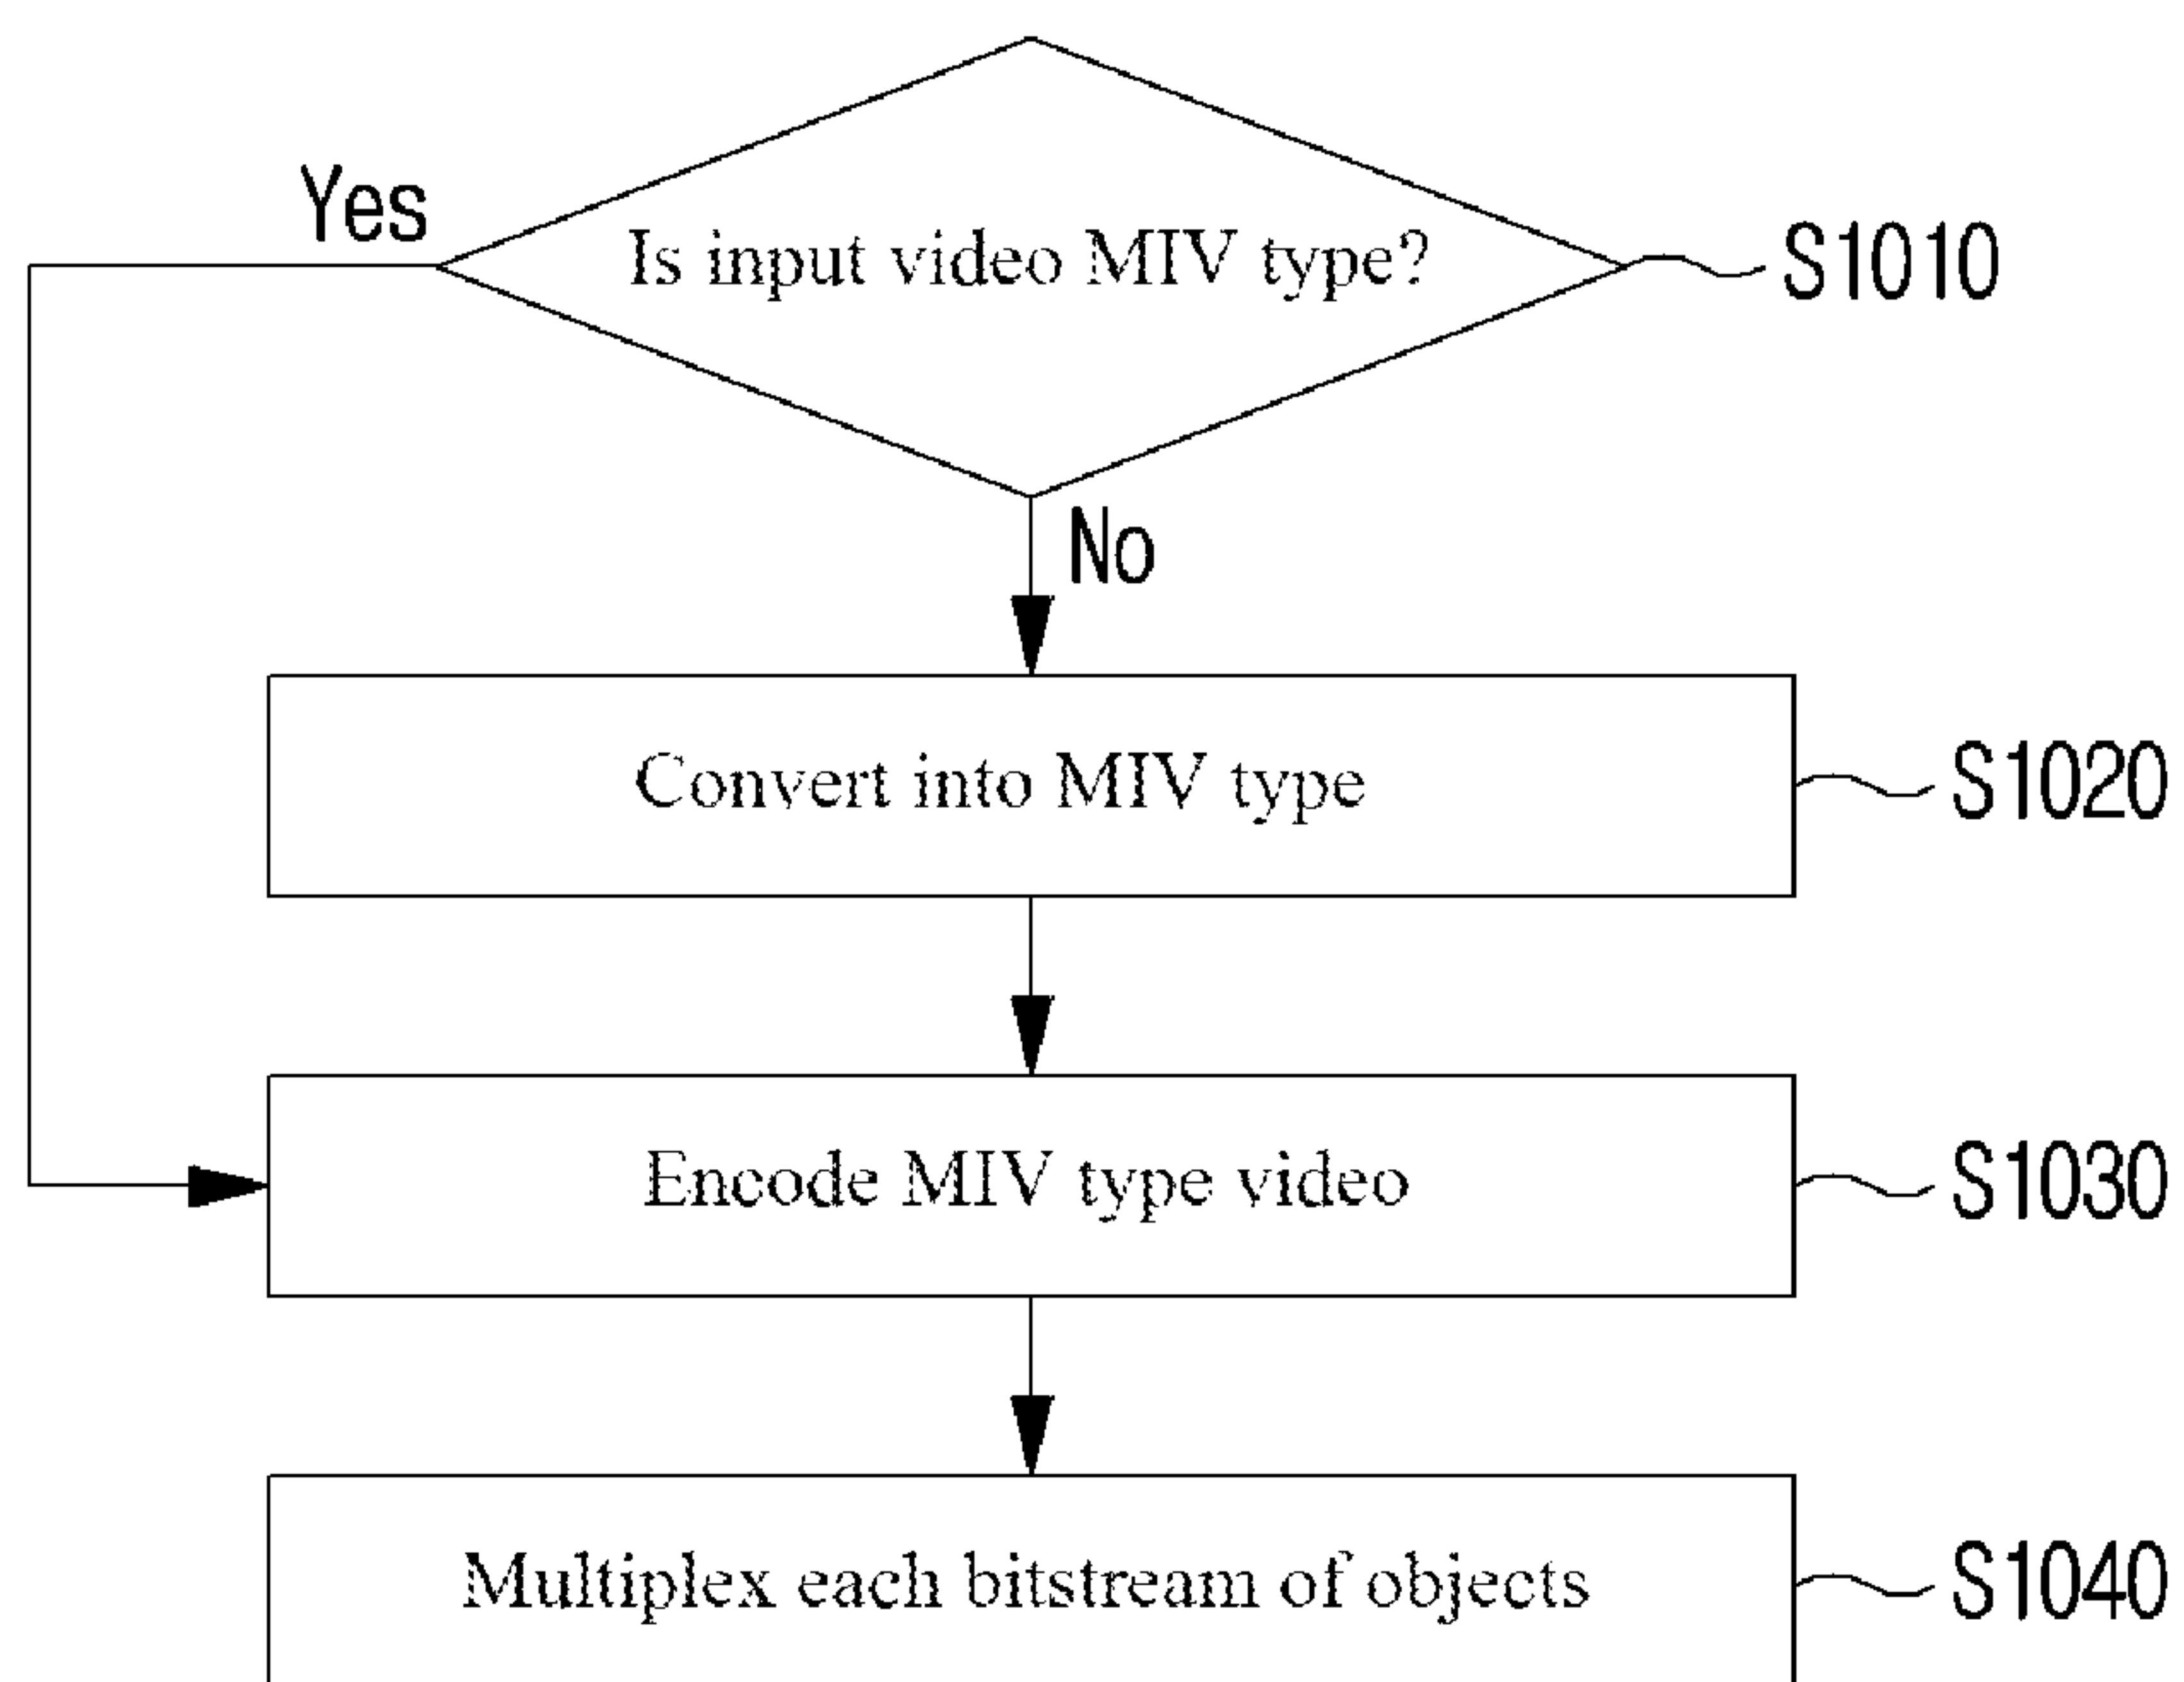 Yes
Is input video MIV type?
S1010
No
Convert into MIV type
S1020
Encode MIV type video
S1030
Multiplex each bitstream of objects
S1040